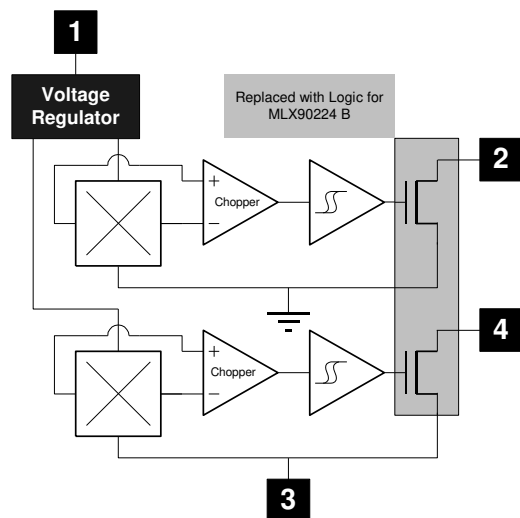 1
Voltage
Regulator
Replaced with Logic for
MLX90224 B
2
+
Chopper
−
4
+
Chopper
−
3